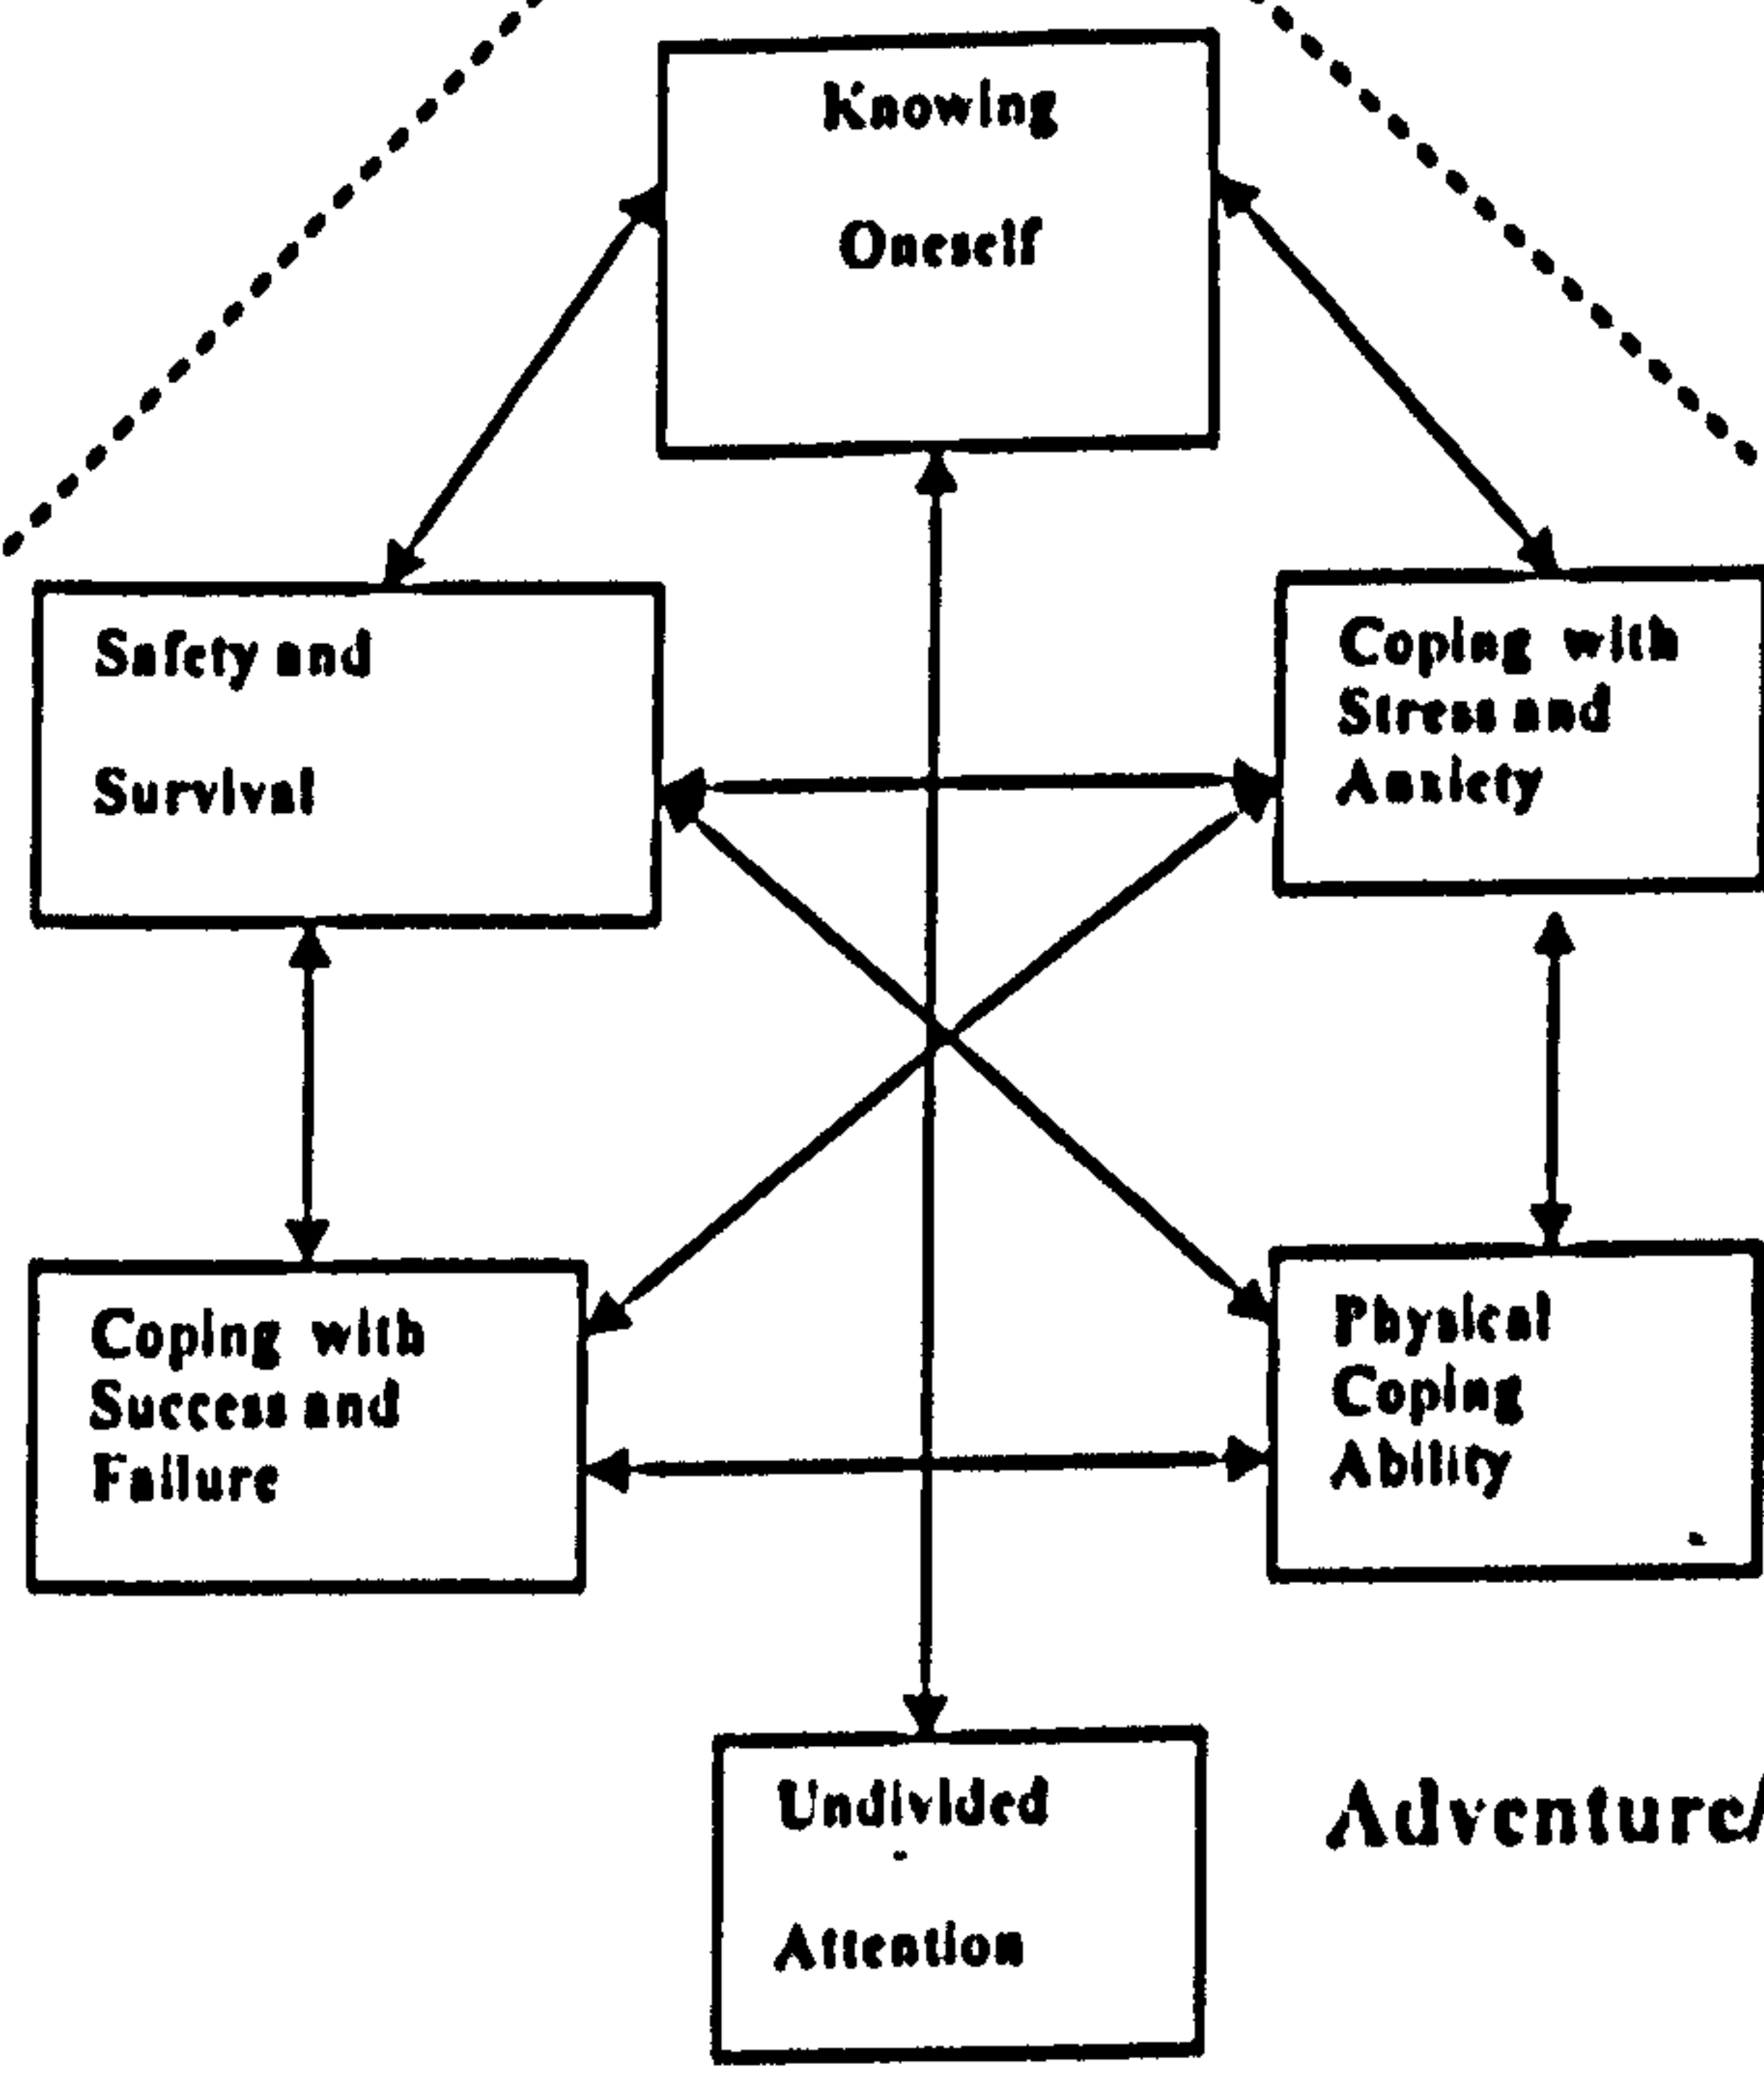 Knowing
Oneself
Safety and
Survival
Coping with
Stress and
Anxiety
Coping with
Success and
Failure
Physical
Coping
Ability
Undivided
Attention
Adventure/